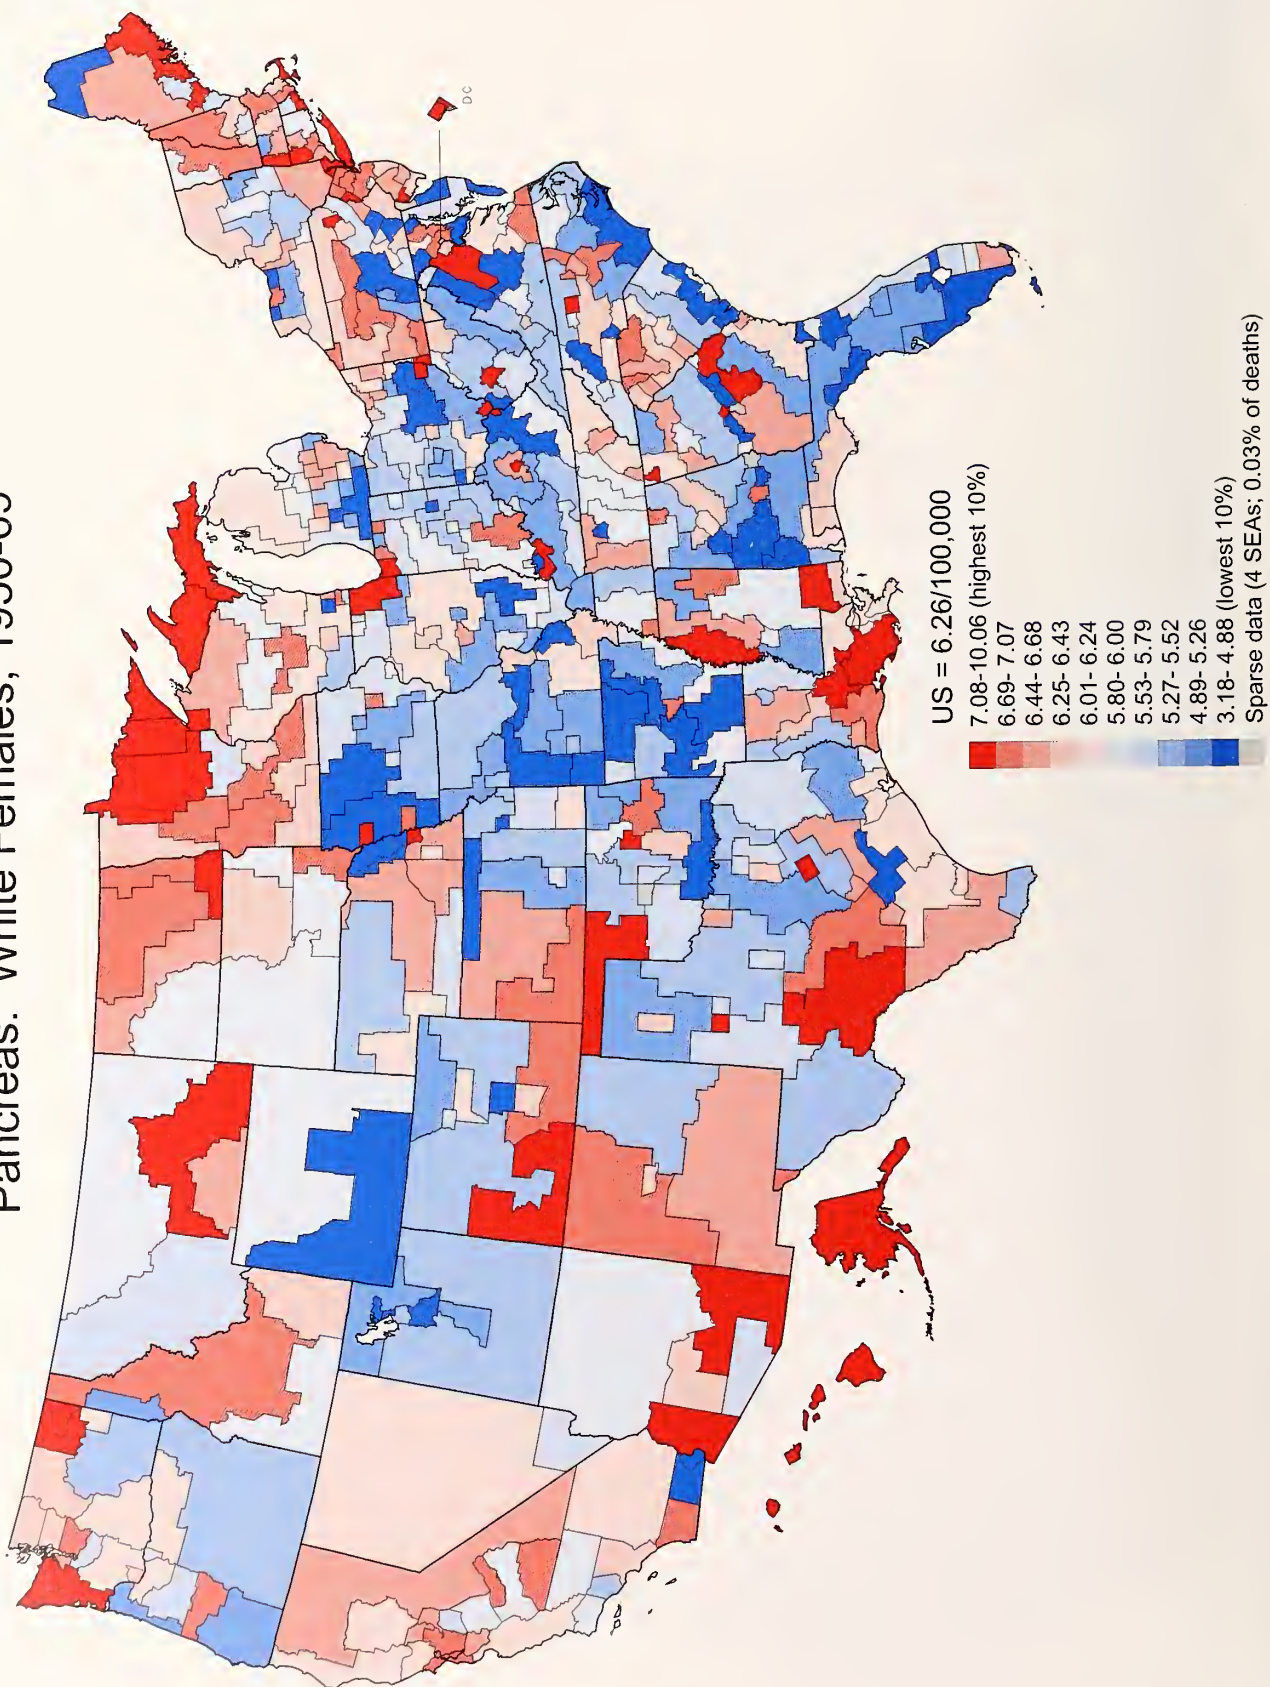 Pancreas: White Females, 1950-69
DC
US = 6.26/100,000
7.08-10.06 (highest 10%)
6.69- 7.07
6.44- 6.68
6.25- 6.43
6.01- 6.24
5.80- 6.00
5.53- 5.79
5.27- 5.52
4.89- 5.26
3.18- 4.88 (lowest 10%)
Sparse data (4 SEAs; 0.03% of deaths)